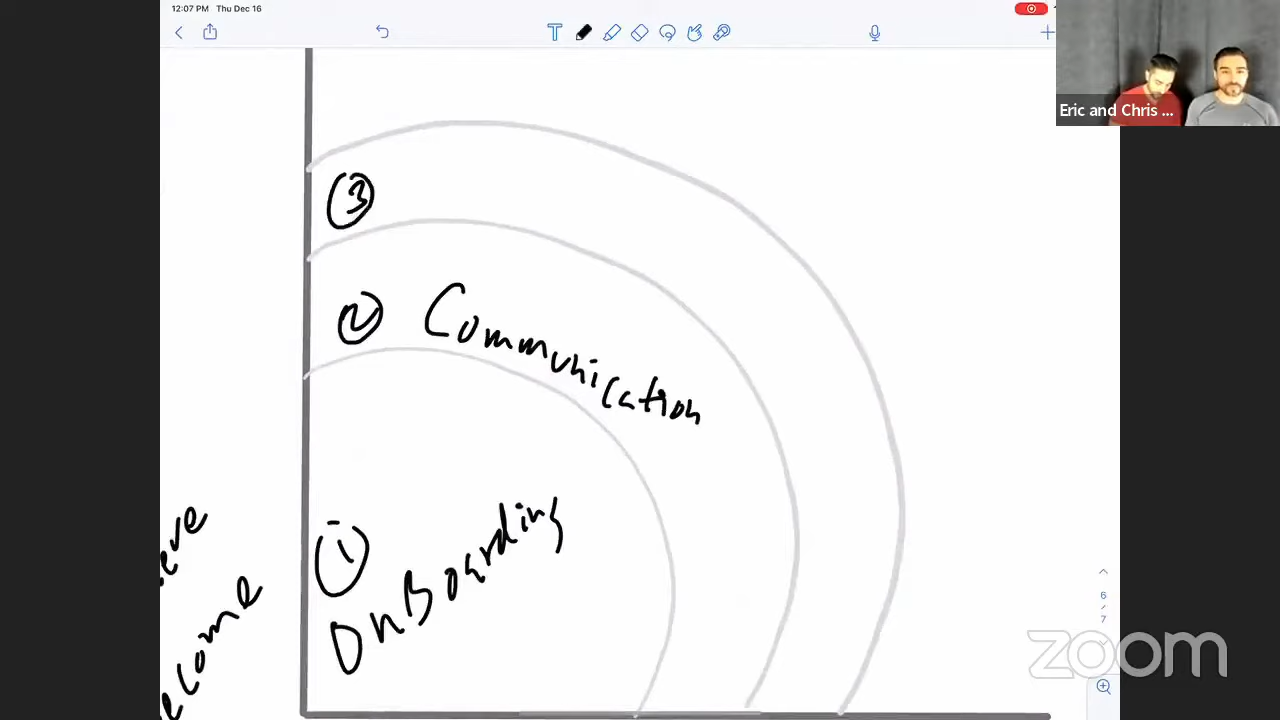 12:07 PM Thu Dec 16
T
Eric and Chris ...
3
2 Communication
1
OnBoarding
ecome
6
/
7
zoom